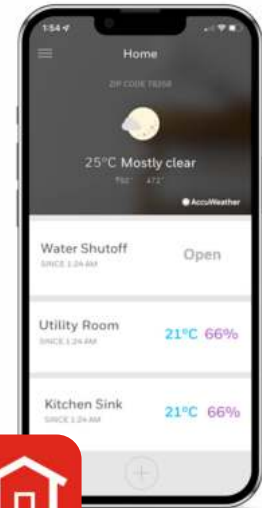 1:54
Home
ZIP CODE 78258
25°C Mostly clear
AccuWeather
Water Shutoff
Open
SINCE 1:24 AM
Utility Room
21°C 66%
SINCE 1:24 AM
Kitchen Sink
21°C 66%
SINCE 1:24 AM